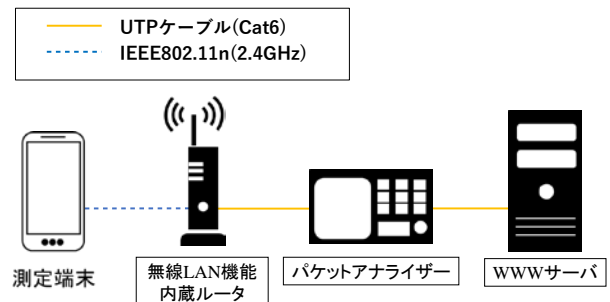 UTPケーブル(Cat6)
IEEE802.11n(2.4GHz)
測定端末
無線LAN機能
内蔵ルータ
パケットアナライザー
WWWサーバ